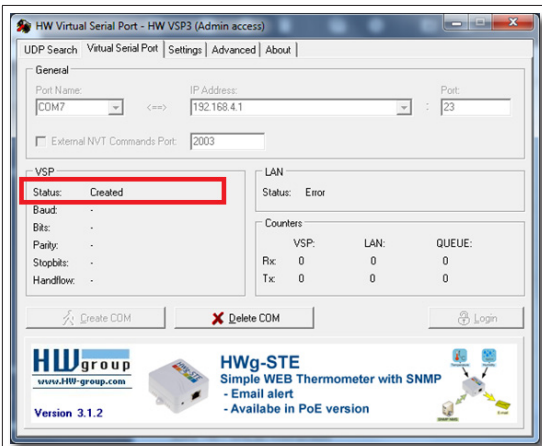 HW Virtual Serial Port - HW VSP3 (Admin access)
UDP Search Virtual Serial Port Settings Advanced About
General
Port Name: IP Address: Port:
COM7 <==> 192.168.4.1 : 23
External NVT Commands Port: 2003
VSP LAN
Status: Created Status: Error
Baud: -
Bits: - Counters
Parity: - VSP: LAN: QUEUE:
Stopbits: - Rx: 0 0 0
Handflow: - Tx: 0 0 0
Create COM Delete COM Login
HW group HWg-STE
www.HW-group.com Simple WEB Thermometer with SNMP
- Email alert
Version 3.1.2 - Availabe in PoE version